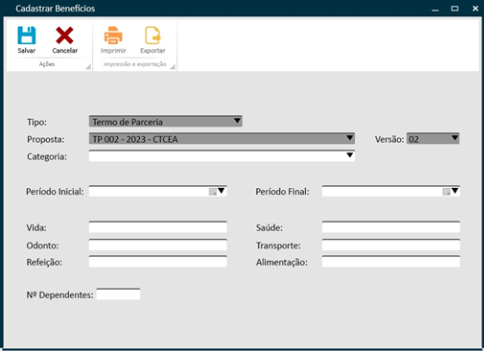 Cadastrar Benefícios
Salvar Cancelar Imprimir Exportar
Ações impressão e exportação
Tipo: Termo de Parceria
Proposta: TP 002 - 2023 - CTCEA Versão: 02
Categoria:
Período Inicial: Período Final:
Vida: Saúde:
Odonto: Transporte:
Refeição: Alimentação:
Nº Dependentes: